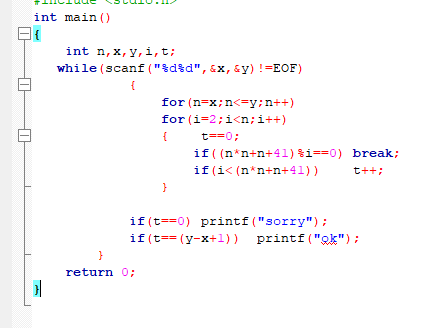 #include <stdio.h>
int main()
{
int n,x,y,i,t;
while(scanf("%d%d",&x,&y)!=EOF)
{
for(n=x;n<=y;n++)
for(i=2;i<n;i++)
{ t==0;
if((n*n+n+41)%i==0) break;
if(i<(n*n+n+41)) t++;
}
if(t==0) printf("sorry");
if(t==(y-x+1)) printf("ok");
}
return 0;
}